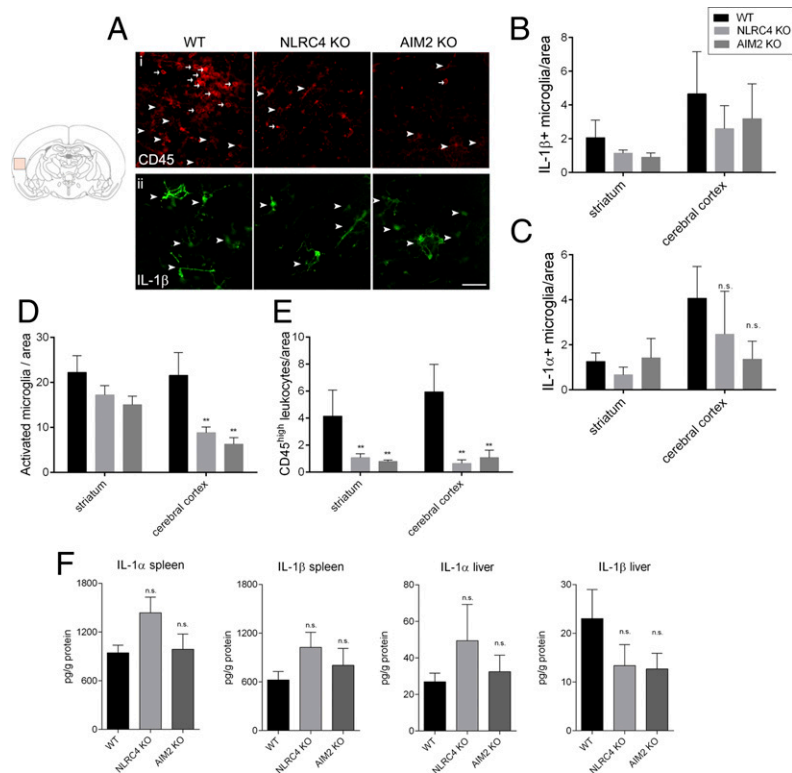 A
WT
NLRC4 KO
AIM2 KO
i
CD45
ii
IL-1β
B
WT
NLRC4 KO
AIM2 KO
IL-1β+ microglia/area
8
6
4
2
0
striatum
cerebral cortex
C
IL-1α+ microglia/area
6
4
2
0
n.s.
n.s.
striatum
cerebral cortex
D
Activated microglia / area
30
20
10
0
**
**
striatum
cerebral cortex
E
CD45high leukocytes/area
10
8
6
4
2
0
**
**
**
**
striatum
cerebral cortex
F
IL-1α spleen
pg/g protein
1800
1200
600
0
n.s.
n.s.
WT
NLRC4 KO
AIM2 KO
IL-1β spleen
pg/g protein
1800
1200
600
0
n.s.
n.s.
WT
NLRC4 KO
AIM2 KO
IL-1α liver
pg/g protein
80
60
40
20
0
n.s.
n.s.
WT
NLRC4 KO
AIM2 KO
IL-1β liver
pg/g protein
30
20
10
0
n.s.
n.s.
WT
NLRC4 KO
AIM2 KO